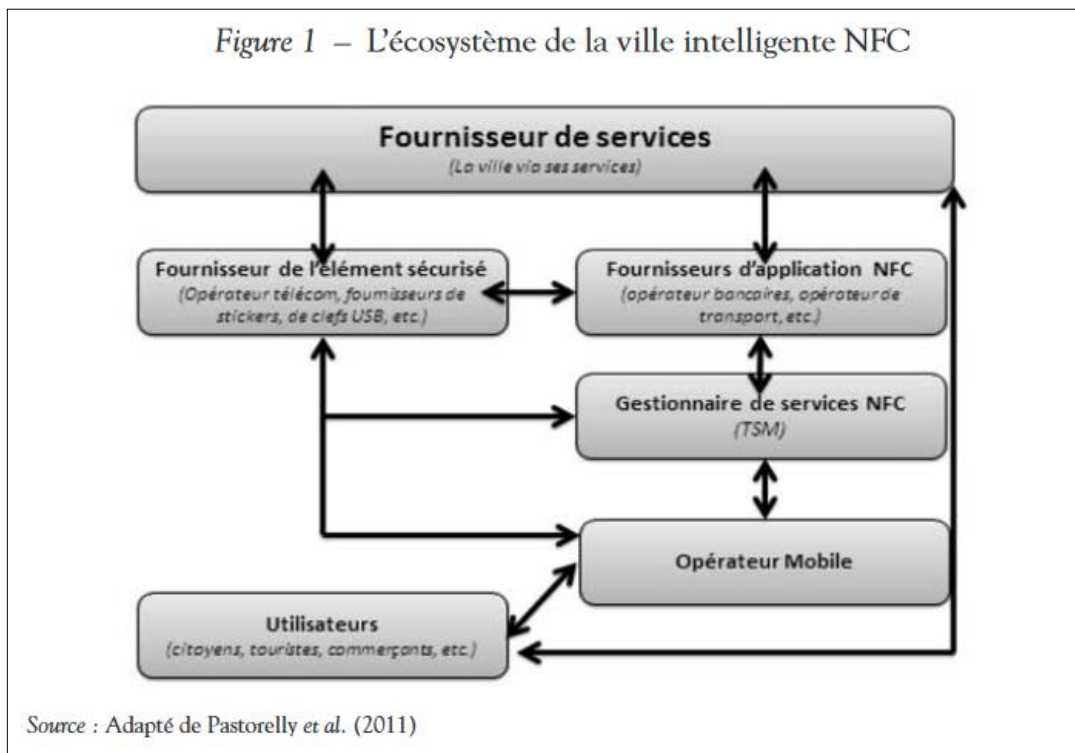 Figure 1 – L’écosystème de la ville intelligente NFC
Fournisseur de services
(La ville via ses services)
Fournisseur de l’elément sécurisé
(Opérateur télécom, fournisseurs de
stickers, de clefs USB, etc.)
Fournisseurs d’application NFC
(opérateur bancaires, opérateur de
transport, etc.)
Gestionnaire de services NFC
(TSM)
Opérateur Mobile
Utilisateurs
(citoyens, touristes, commerçants, etc.)
Source : Adapté de Pastorelly et al. (2011)